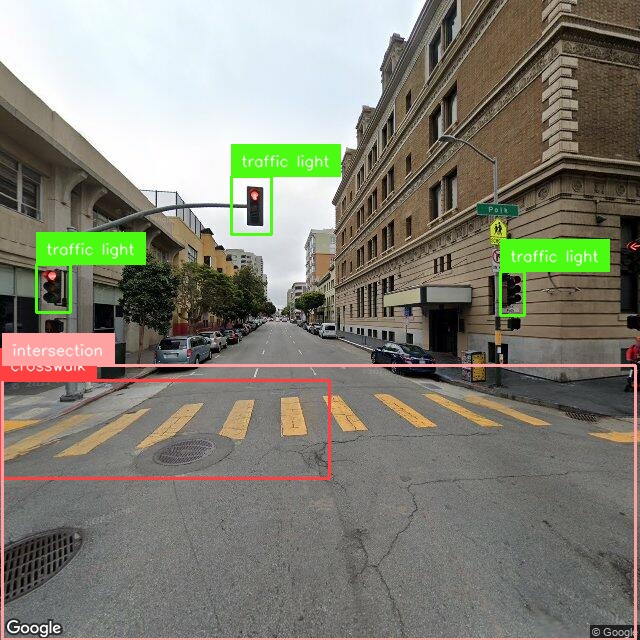 traffic light
Polk
traffic light
traffic light
intersection
crosswalk
Google
© Google